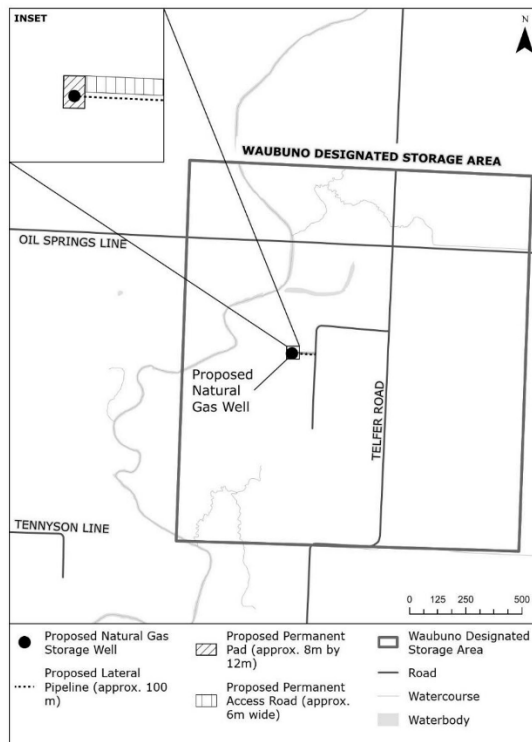 INSET
N
WAUBUNO DESIGNATED STORAGE AREA
OIL SPRINGS LINE
Proposed
Natural
Gas Well
TELFER ROAD
TENNYSON LINE
0 125 250 500
Proposed Natural Gas
Storage Well
Proposed Lateral
Pipeline (approx. 100
m)
Proposed Permanent
Pad (approx. 8m by
12m)
Proposed Permanent
Access Road (approx.
6m wide)
Waubuno Designated
Storage Area
Road
Watercourse
Waterbody